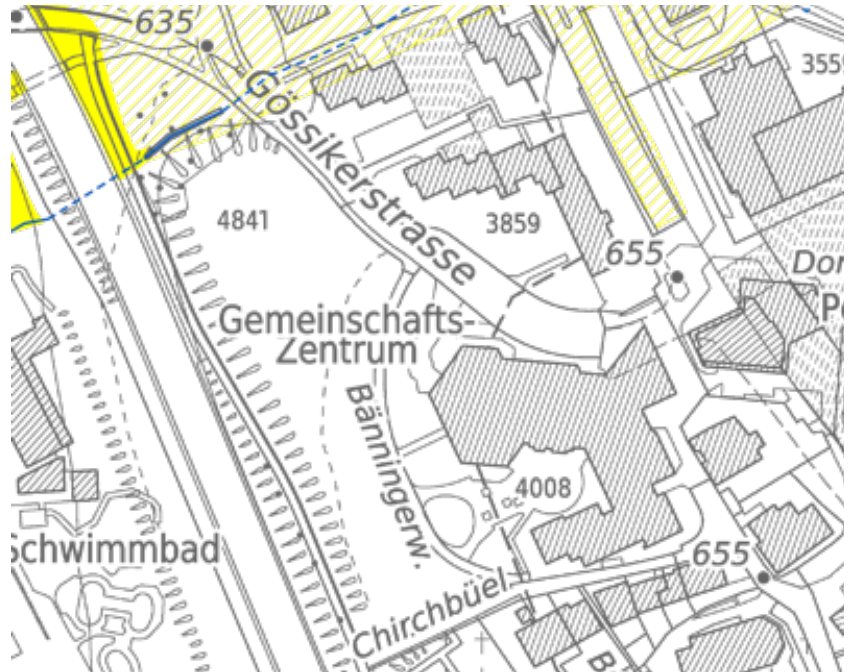 635
3559
Gössikerstrasse
4841
3859
655
Dor
Gemeinschafts-
Zentrum
Bänningerw.
4008
Schwimmbad
655
Chirchbüel